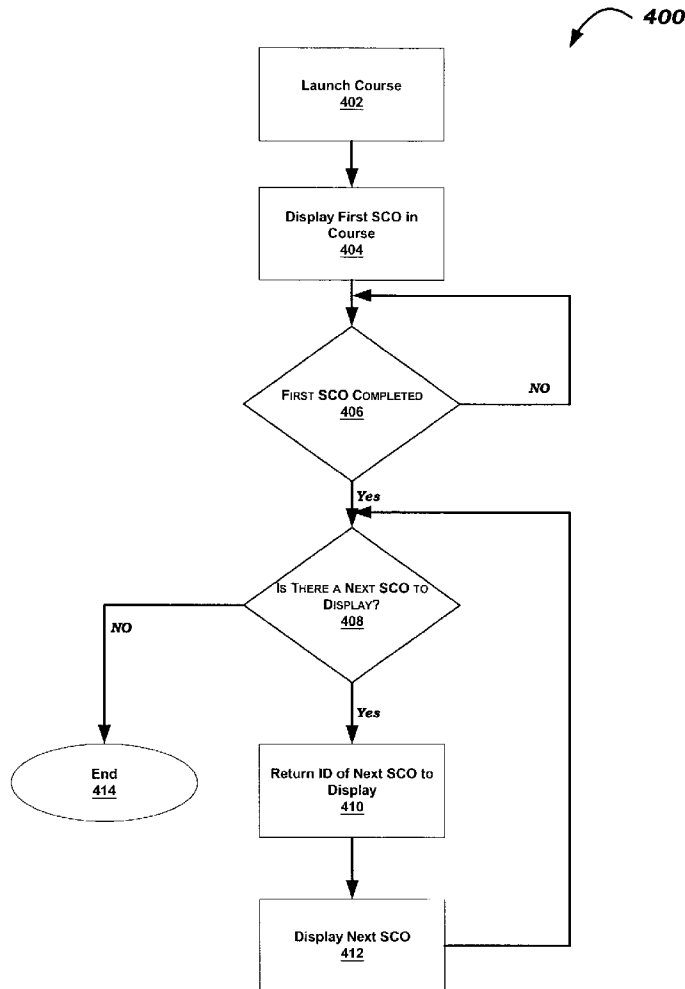 400
Launch Course
402
Display First SCO in
Course
404
FIRST SCO COMPLETED
406
NO
Yes
IS THERE A NEXT SCO TO
DISPLAY?
408
NO
Yes
End
414
Return ID of Next SCO to
Display
410
Display Next SCO
412